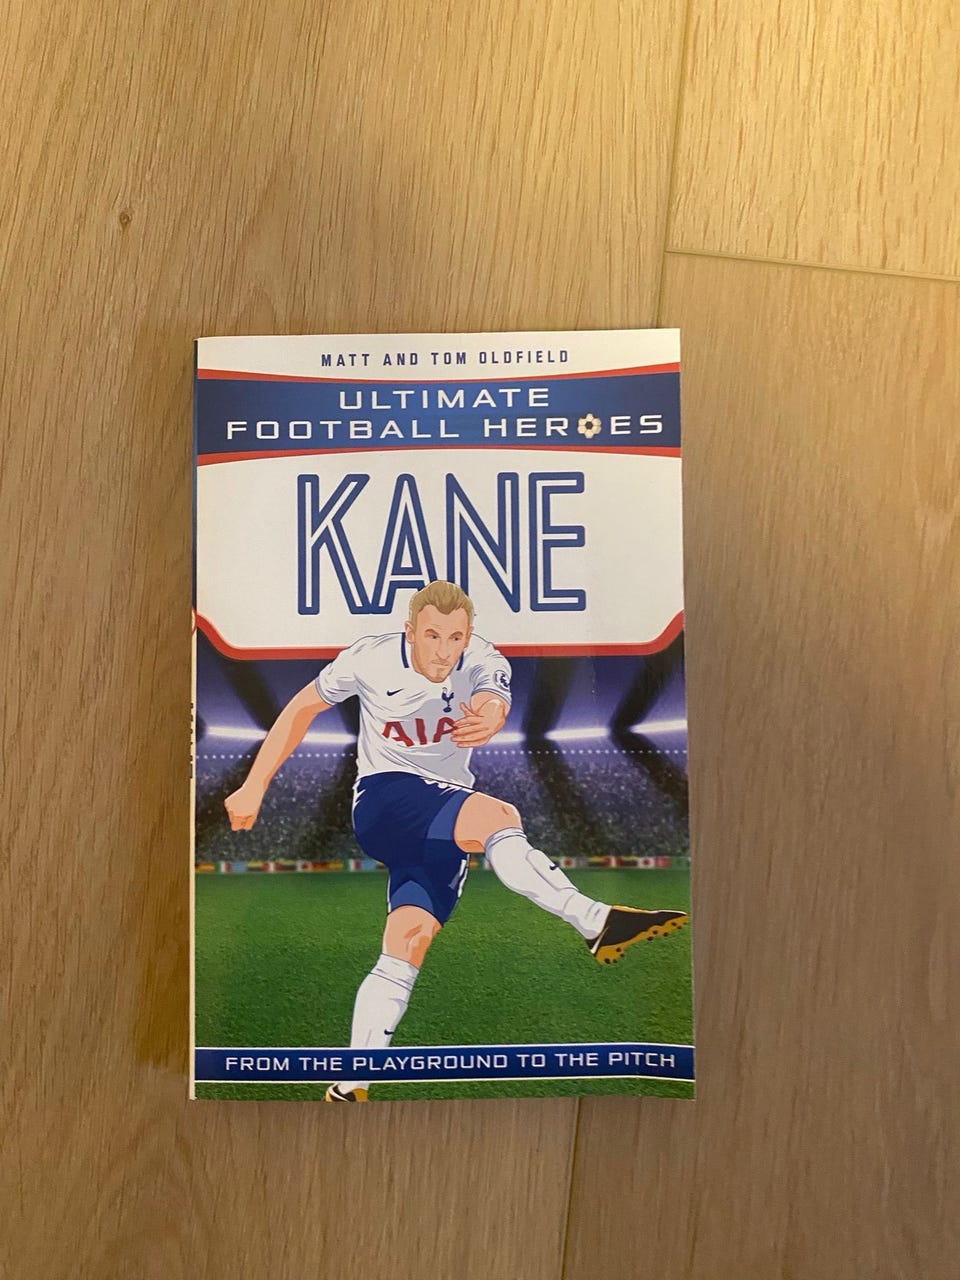 MATT AND TOM OLDFIELD
ULTIMATE
FOOTBALL HEROES
KANE
AIA
FROM THE PLAYGROUND TO THE PITCH